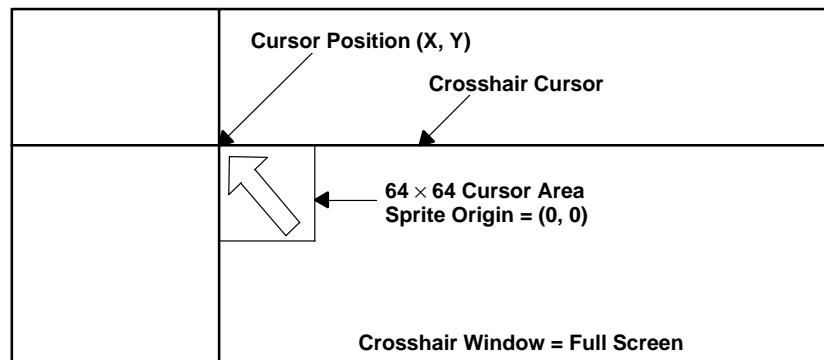 Cursor Position (X, Y)
Crosshair Cursor
64 × 64 Cursor Area
Sprite Origin = (0, 0)
Crosshair Window = Full Screen